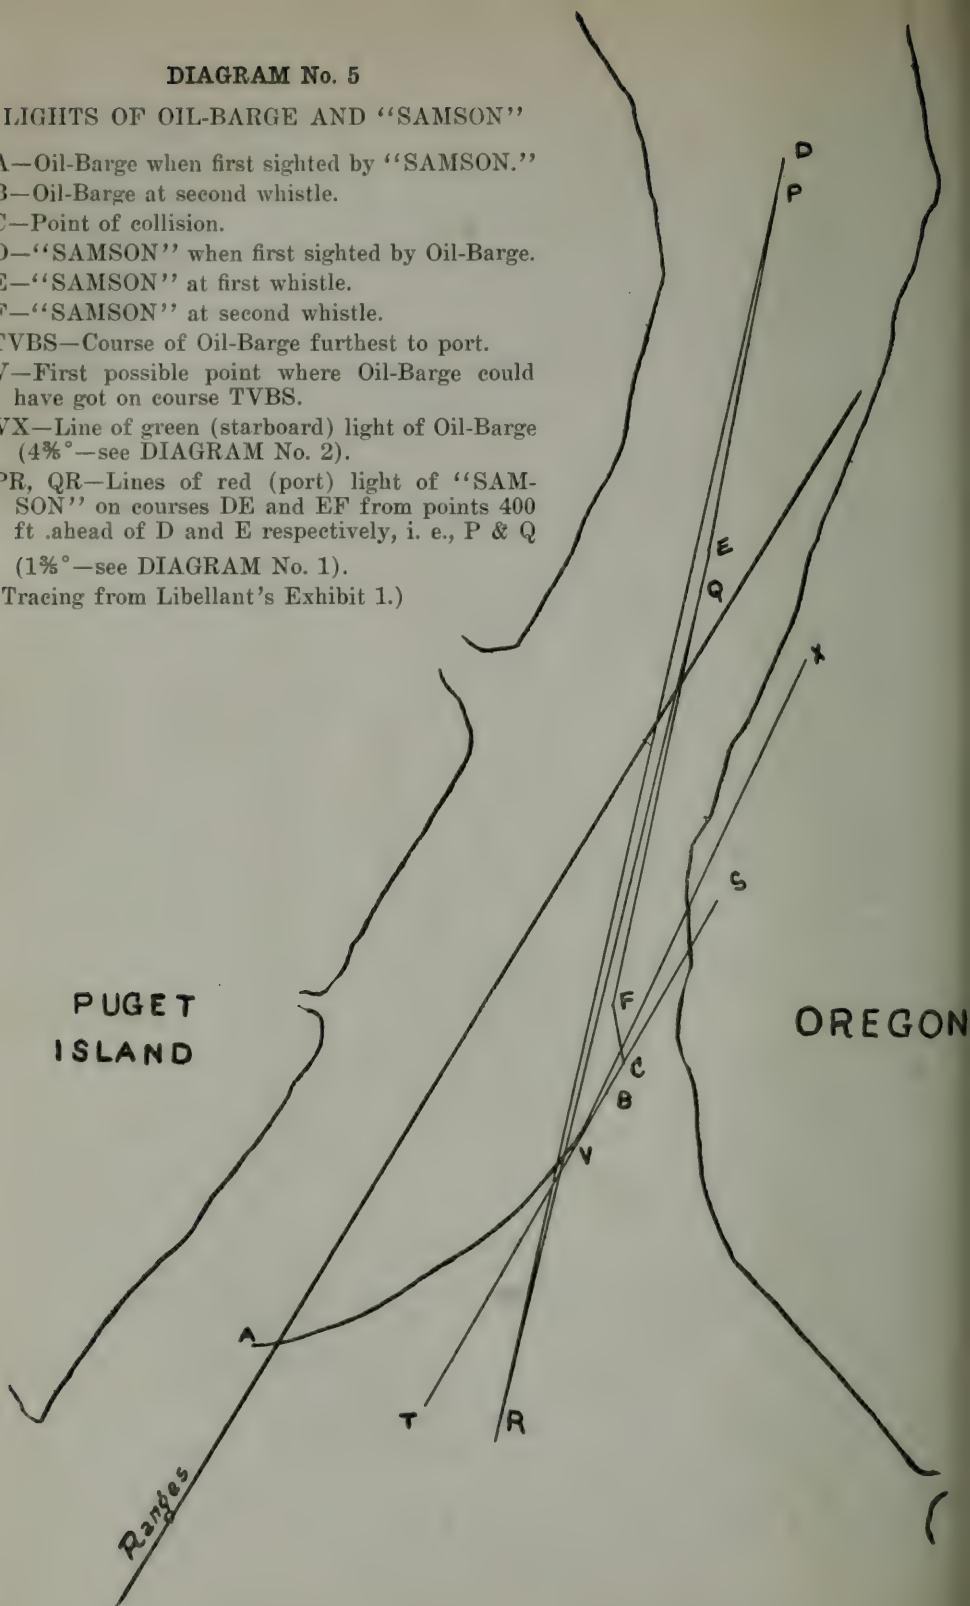 DIAGRAM No. 5
LIGHTS OF OIL-BARGE AND "SAMSON"
A—Oil-Barge when first sighted by "SAMSON."
B—Oil-Barge at second whistle.
C—Point of collision.
D—"SAMSON" when first sighted by Oil-Barge.
E—"SAMSON" at first whistle.
F—"SAMSON" at second whistle.
TVBS—Course of Oil-Barge furthest to port.
V—First possible point where Oil-Barge could
have got on course TVBS.
VX—Line of green (starboard) light of Oil-Barge
(4⅜°—see DIAGRAM No. 2).
PR, QR—Lines of red (port) light of "SAM-
SON" on courses DE and EF from points 400
ft .ahead of D and E respectively, i. e., P & Q
(1⅜°—see DIAGRAM No. 1).
Tracing from Libellant's Exhibit 1.)
D
P
E
Q
X
S
PUGET
ISLAND
F
OREGON
C
B
V
A
T
R
Ranges